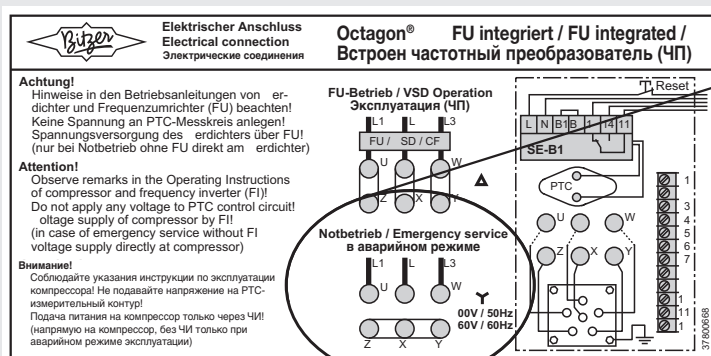 Bitzer
Elektrischer Anschluss
Electrical connection
Электрические соединения
Octagon® FU integriert / FU integrated /
Встроен частотный преобразователь (ЧП)
Achtung!
Hinweise in den Betriebsanleitungen von er-
dichter und Frequenzumrichter (FU) beachten!
Keine Spannung an PTC-Messkreis anlegen!
Spannungsversorgung des erdichters über FU!
(nur bei Notbetrieb ohne FU direkt am erdichter)
Attention!
Observe remarks in the Operating Instructions
of compressor and frequency inverter (FI)!
Do not apply any voltage to PTC control circuit!
oltage supply of compressor by FI!
(in case of emergency service without FI
voltage supply directly at compressor)
Внимание!
Соблюдайте указания инструкции по эксплуатации
компрессора! Не подавайте напряжение на PTC-
измерительный контур!
Подача питания на компрессор только через ЧИ!
(напрямую на компрессор, без ЧИ только при
аварийном режиме эксплуатации)
FU-Betrieb / VSD Operation
Эксплуатация (ЧП)
L1 L L3
FU / SD / CF
U W
Z X Y
Notbetrieb / Emergency service
в аварийном режиме
L1 L L3
U W
00V / 50Hz
60V / 60Hz
Z X Y
Reset
L N B1 B 1 14 11
SE-B1
PTC
U W
Z X Y
1
3
4
5
6
7
1
11
1
37800668